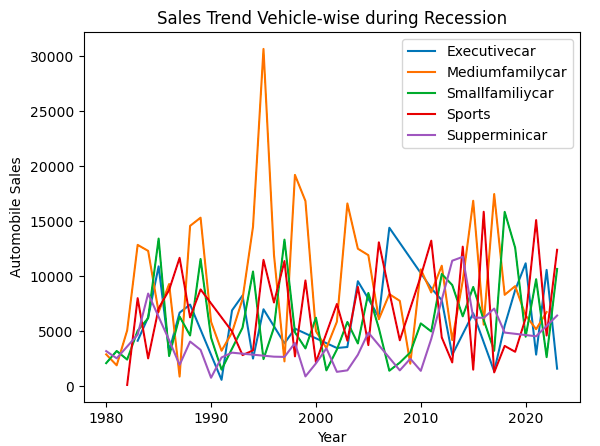 Sales Trend Vehicle-wise during Recession
Executivecar
Mediumfamilycar
Smallfamiliycar
Sports
Supperminicar
Automobile Sales
30000
25000
20000
15000
10000
5000
0
1980
1990
2000
2010
2020
Year